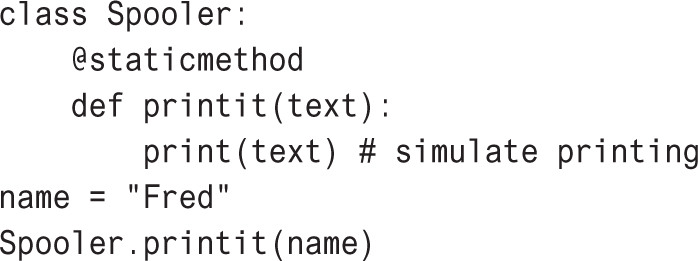 class Spooler:
    @staticmethod
    def printit(text):
        print(text) # simulate printing
name = "Fred"
Spooler.printit(name)